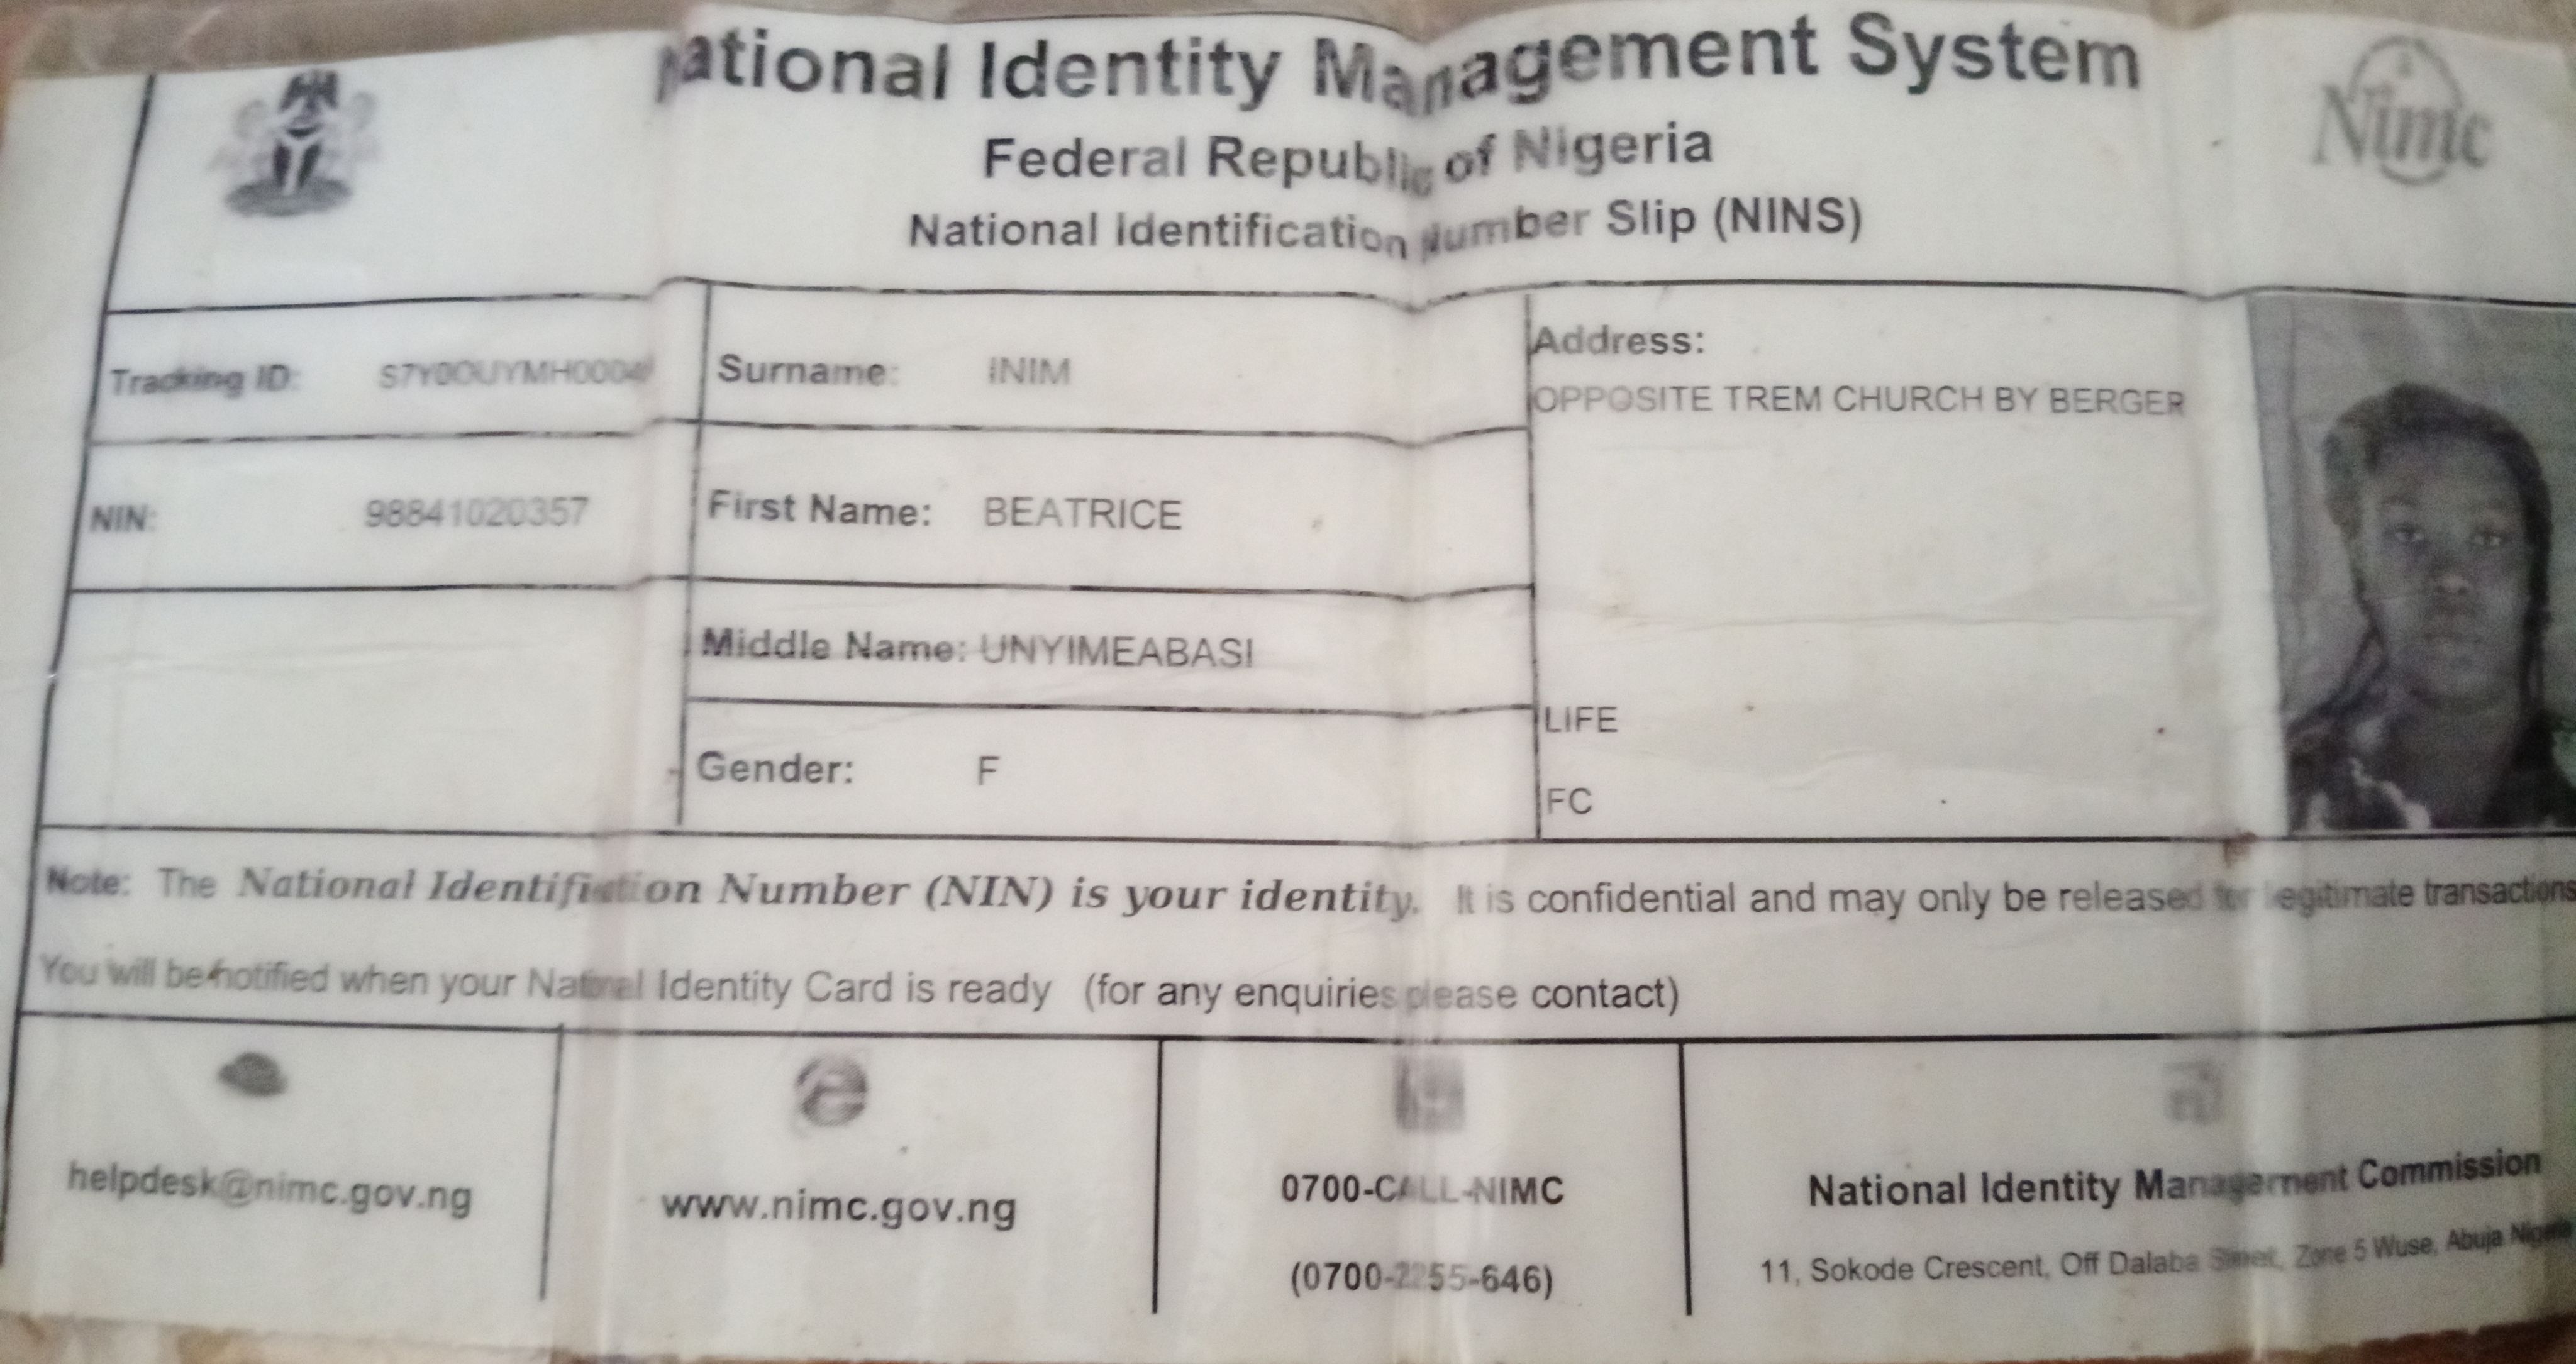 National Identity Management System
Federal Republic of Nigeria
National Identification Number Slip (NINS)
Nimc
Tracking ID: S7Y0OUYMH0004
Surname: INIM
Address:
OPPOSITE TREM CHURCH BY BERGER
NIN: 98841020357
First Name: BEATRICE
Middle Name: UNYIMEABASI
LIFE
Gender: F
FC
Note: The National Identifiction Number (NIN) is your identity. It is confidential and may only be released for legitimate transactions
You will be notified when your National Identity Card is ready (for any enquiries please contact)
helpdesk@nimc.gov.ng
www.nimc.gov.ng
0700-CALL-NIMC
(0700-2255-646)
National Identity Management Commission
11, Sokode Crescent, Off Dalaba Street, Zone 5 Wuse, Abuja Nigeria